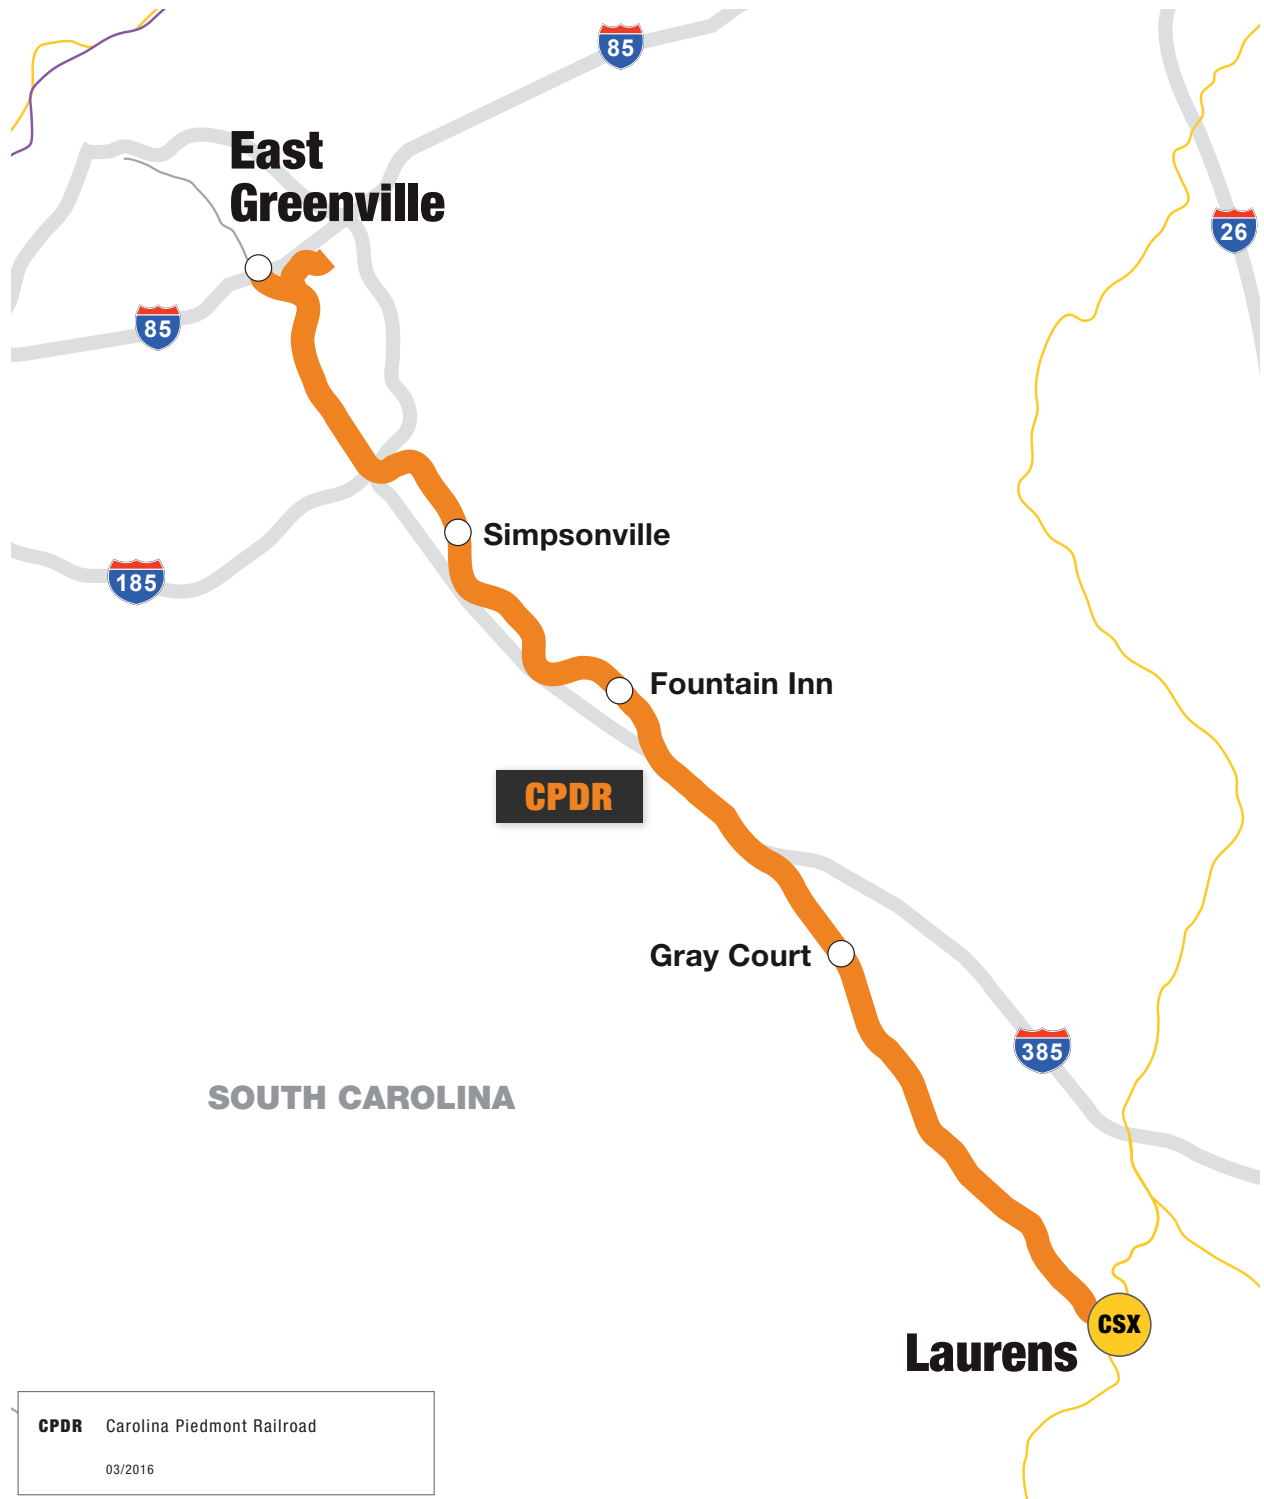 85
East
Greenville
26
85
Simpsonville
185
Fountain Inn
CPDR
Gray Court
385
SOUTH CAROLINA
CSX
Laurens
CPDR Carolina Piedmont Railroad
03/2016